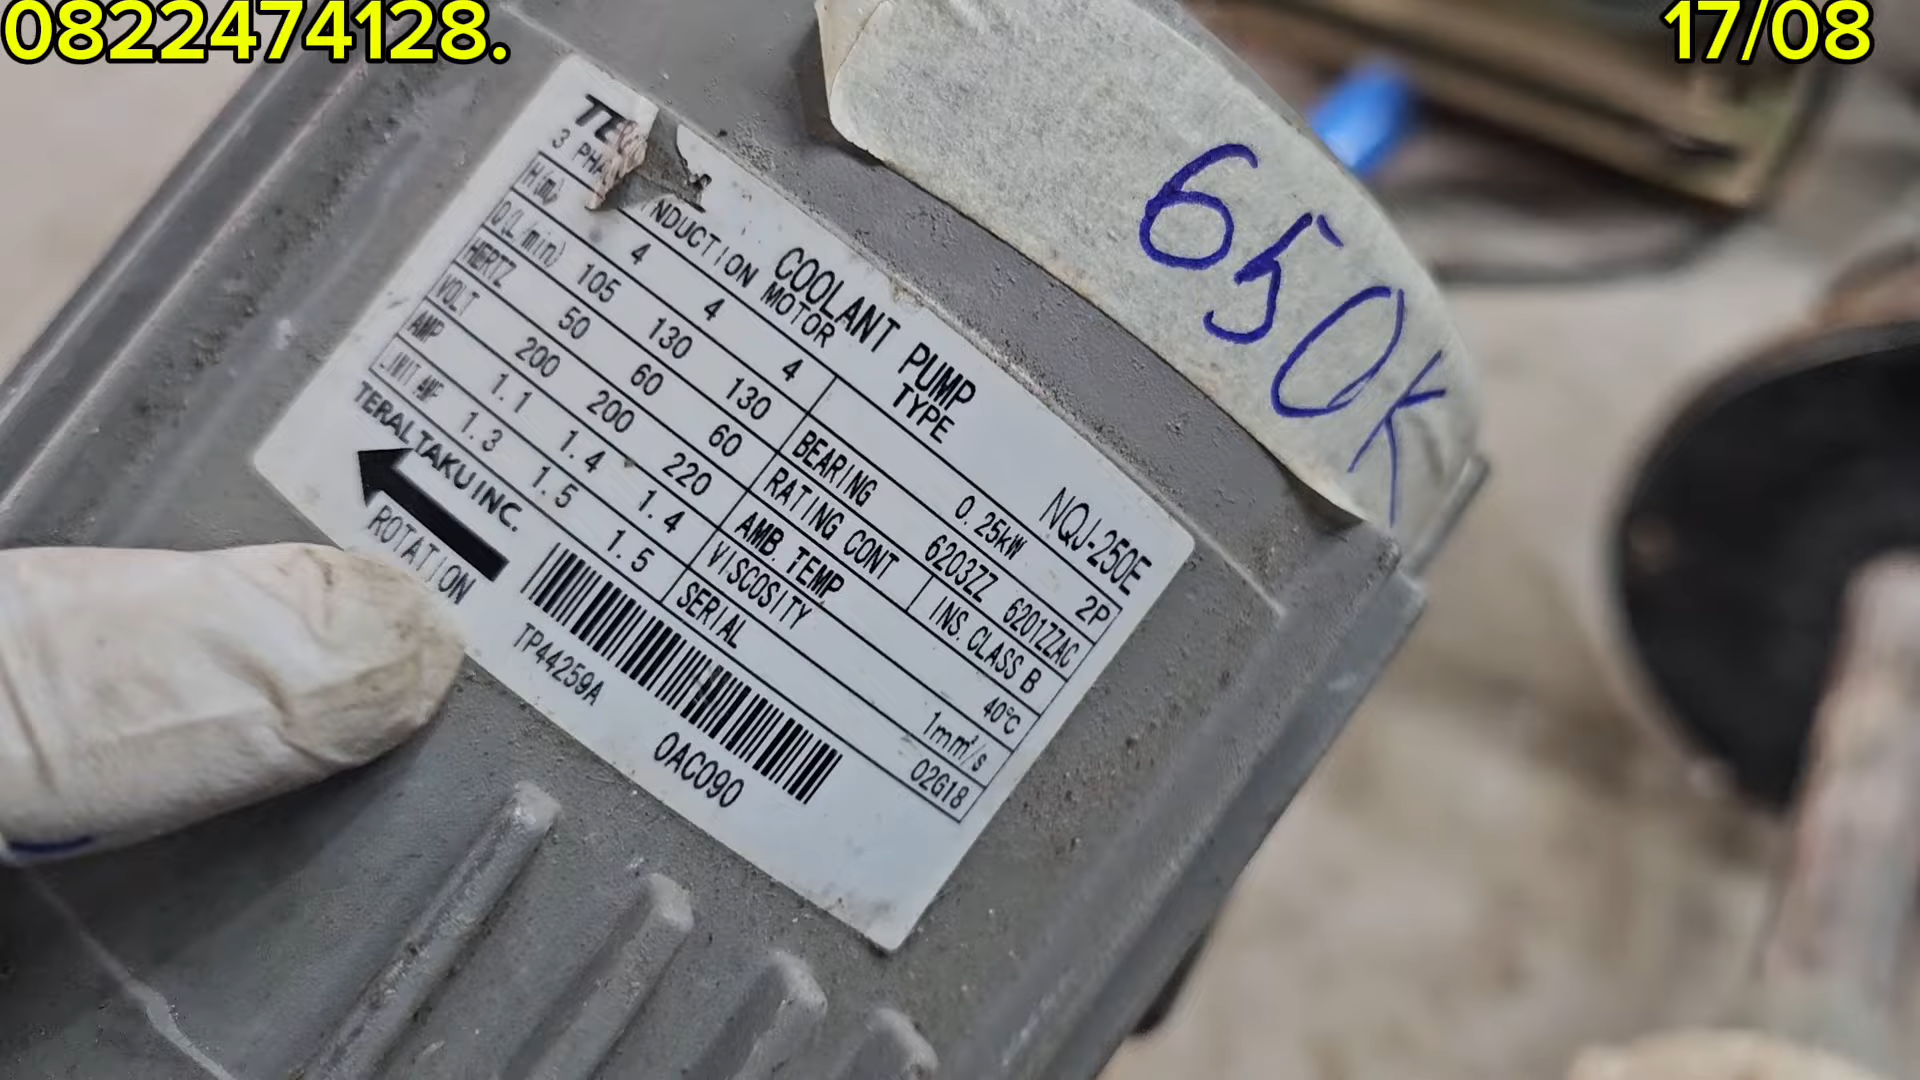 0822474128.
17/08
650K
COOLANT PUMP
INDUCTION MOTOR
TYPE NQJ-250E
H(m) 4 4 4
0.25kW 2P
Q(L/min) 105 130 130
BEARING 6203ZZ 6201ZZAC
HERTZ 50 60 60
RATING CONT INS. CLASS B
VOLT 200 200 220
AMB. TEMP 40℃
AMP 1.1 1.4 1.4
VISCOSITY 1mm²/s
LIMIT AMP 1.3 1.5 1.5
SERIAL 02G18
TERAL TAKU INC.
ROTATION
TP44259A
0AC090